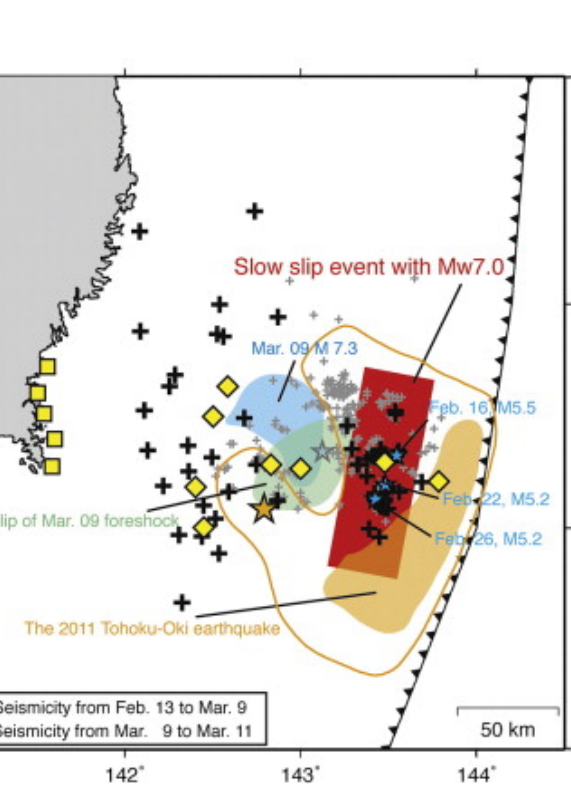 Slow slip event with Mw7.0
Mar. 09 M 7.3
Feb. 16, M5.5
Feb. 22, M5.2
lip of Mar. 09 foreshock
Feb. 26, M5.2
The 2011 Tohoku-Oki earthquake
Seismicity from Feb. 13 to Mar. 9
Seismicity from Mar. 9 to Mar. 11
50 km
142° 143° 144°